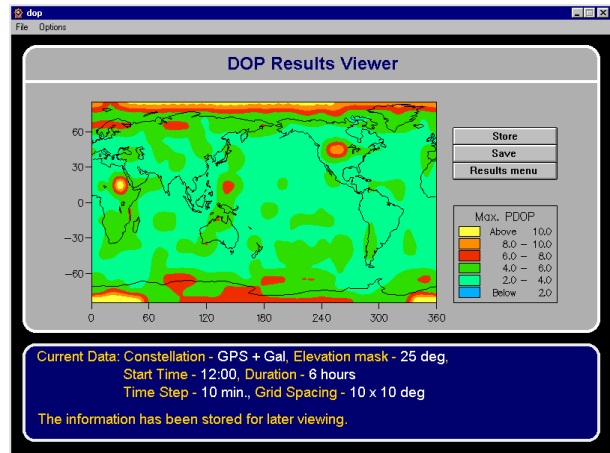 dop
File Options
DOP Results Viewer
60
30
0
−30
−60
0 60 120 180 240 300 360
Store
Save
Results menu
Max. PDOP
Above 10.0
8.0 − 10.0
6.0 − 8.0
4.0 − 6.0
2.0 − 4.0
Below 2.0
Current Data: Constellation - GPS + Gal, Elevation mask - 25 deg,
Start Time - 12:00, Duration - 6 hours
Time Step - 10 min., Grid Spacing - 10 x 10 deg
The information has been stored for later viewing.